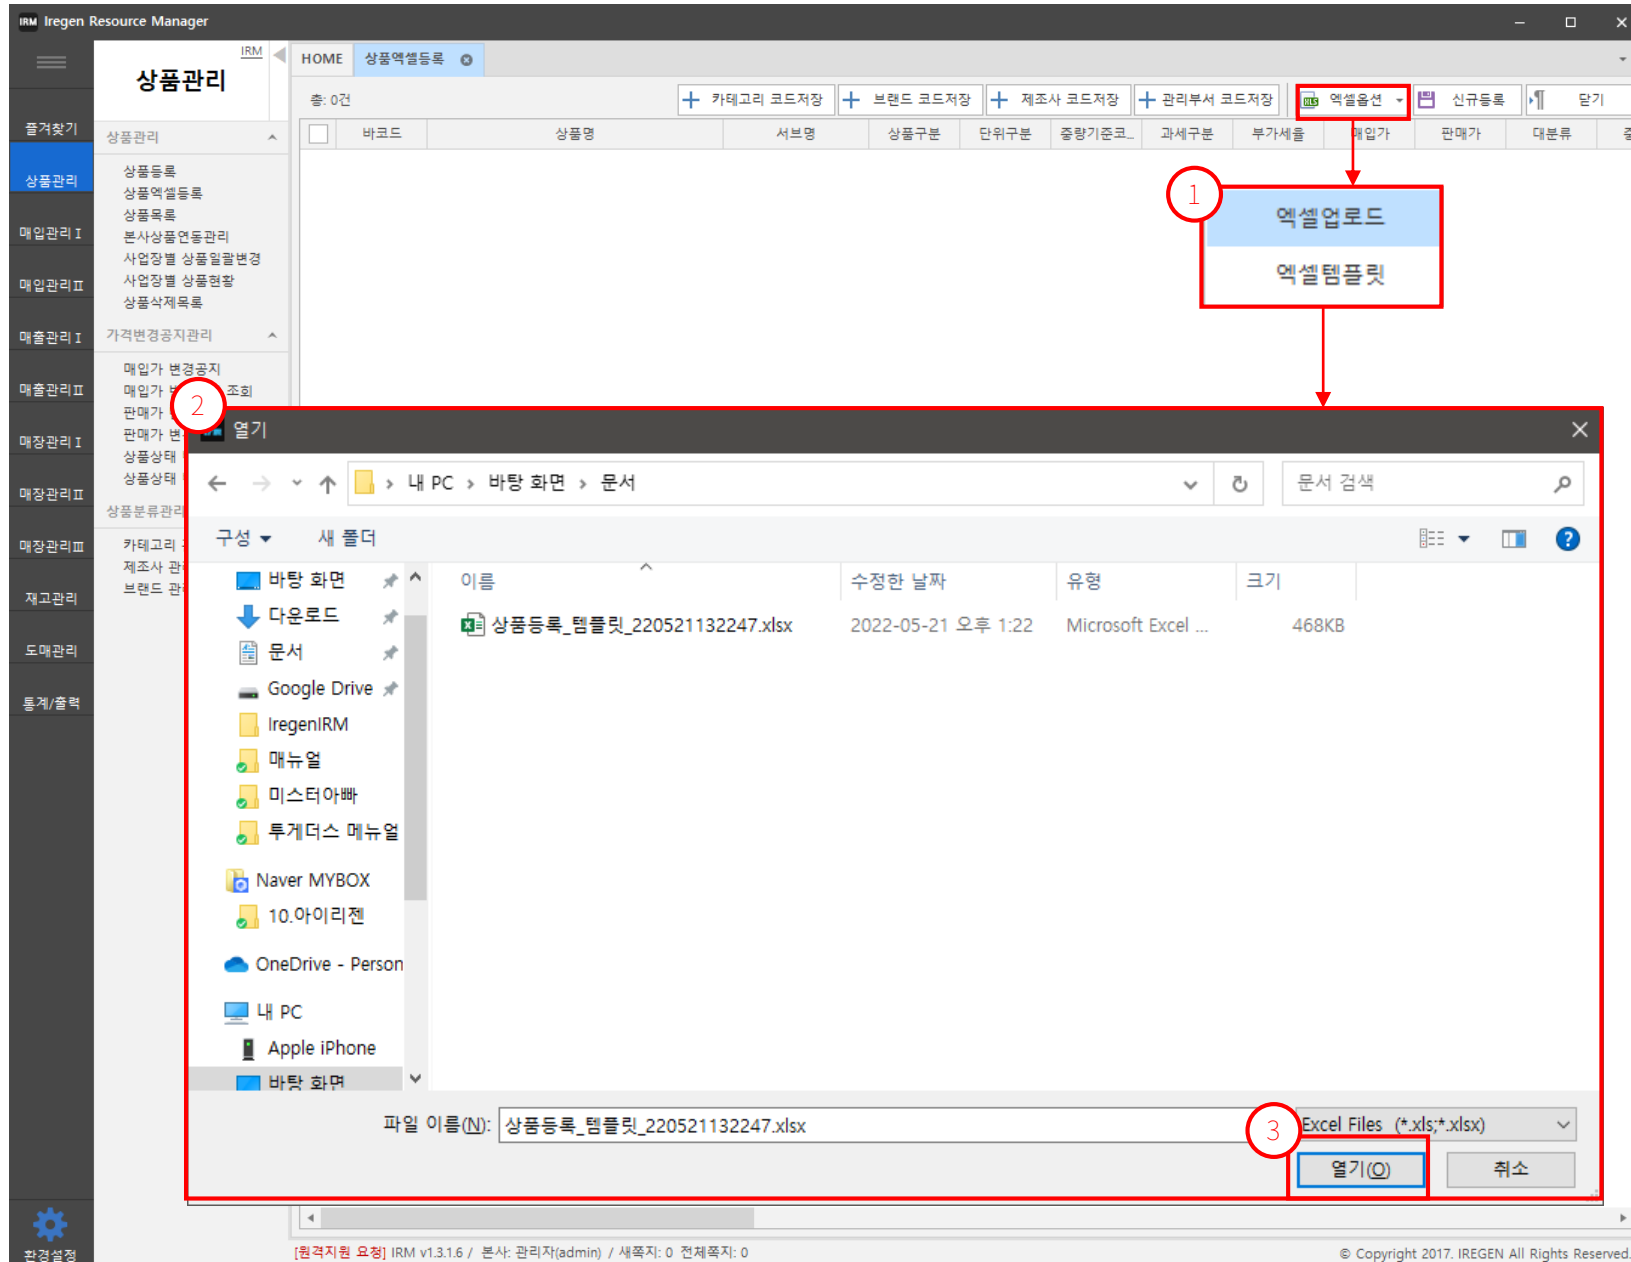 IRM Iregen Resource Manager
IRM
상품관리
HOME
상품엑셀등록
총: 0건
카테고리 코드저장
브랜드 코드저장
제조사 코드저장
관리부서 코드저장
XLS 엑셀옵션
신규등록
닫기
바코드
상품명
서브명
상품구분
단위구분
중량기준코...
과세구분
부가세율
매입가
판매가
대분류
즐겨찾기
상품관리
매입관리 I
매입관리 II
매출관리 I
매출관리 II
매장관리 I
매장관리 II
매장관리 III
재고관리
도매관리
통계/출력
환경설정
상품관리
상품등록
상품엑셀등록
상품목록
본사상품연동관리
사업장별 상품일괄변경
사업장별 상품현황
상품삭제목록
가격변경공지관리
매입가 변경공지
매입가 조회
판매가
판매가 변
상품상태
상품상태
상품분류관리
카테고리
제조사 관
브랜드 관
1
엑셀업로드
엑셀템플릿
2
열기
내 PC › 바탕 화면 › 문서
문서 검색
구성
새 폴더
이름
수정한 날짜
유형
크기
상품등록_템플릿_220521132247.xlsx
2022-05-21 오후 1:22
Microsoft Excel ...
468KB
바탕 화면
다운로드
문서
Google Drive
IregenIRM
매뉴얼
미스터아빠
투게더스 메뉴얼
Naver MYBOX
10.아이리젠
OneDrive - Person
내 PC
Apple iPhone
바탕 화면
파일 이름(N):
상품등록_템플릿_220521132247.xlsx
3
Excel Files (*.xls;*.xlsx)
열기(O)
취소
[원격지원 요청] IRM v1.3.1.6 / 본사: 관리자(admin) / 새쪽지: 0 전체쪽지: 0
© Copyright 2017. IREGEN All Rights Reserved.